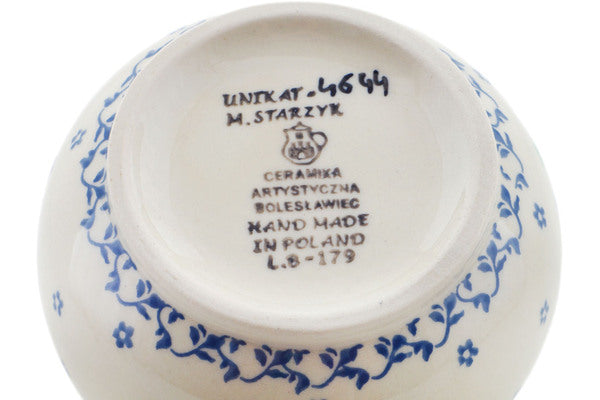 UNIKAT-4644
M. STARZYK
CERAMIKA
ARTYSTYCZNA
BOLESŁAWIEC
HAND MADE
IN POLAND
L.B-179